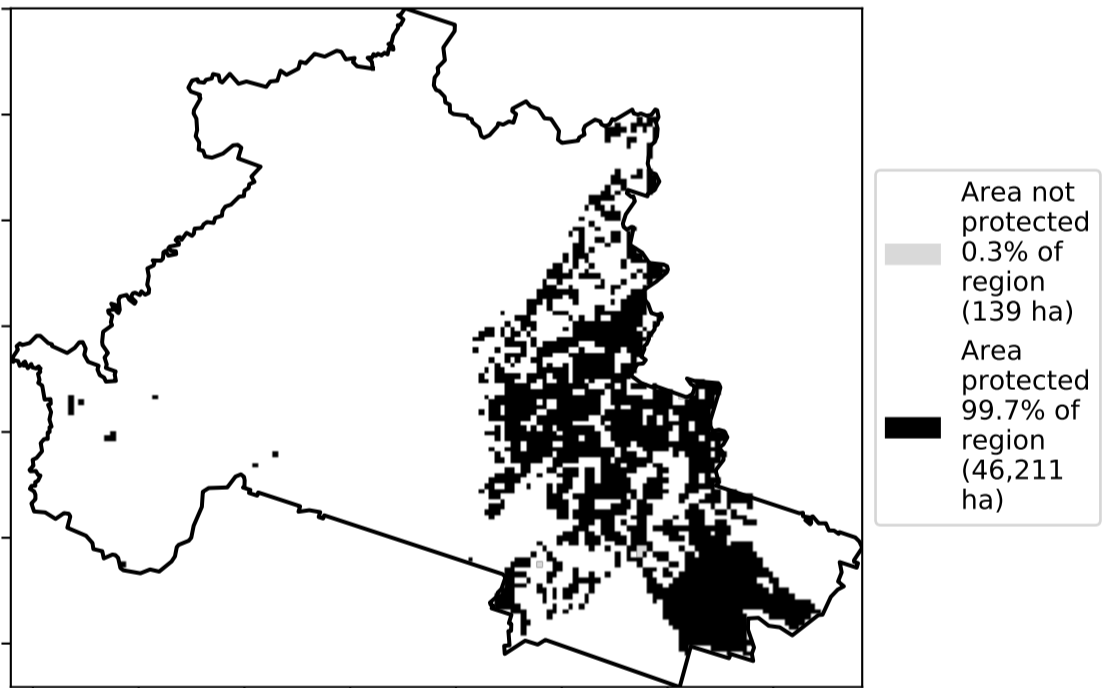 Area not
protected
0.3% of
region
(139 ha)
Area
protected
99.7% of
region
(46,211
ha)